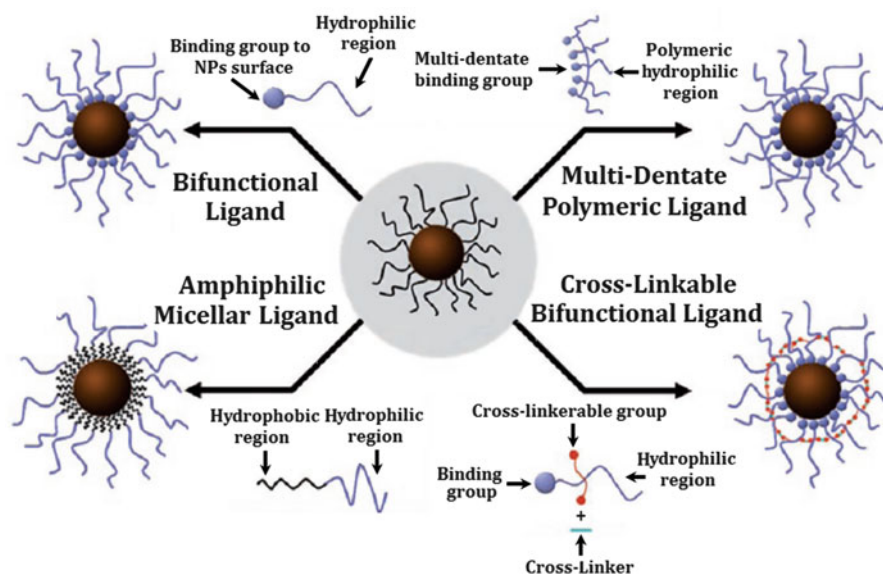 Binding group to
NPs surface
Hydrophilic
region
Multi-dentate
binding group
Polymeric
hydrophilic
region
Bifunctional
Ligand
Multi-Dentate
Polymeric Ligand
Amphiphilic
Micellar Ligand
Cross-Linkable
Bifunctional Ligand
Hydrophobic
region
Hydrophilic
region
Cross-linkerable group
Binding
group
Hydrophilic
region
+
Cross-Linker